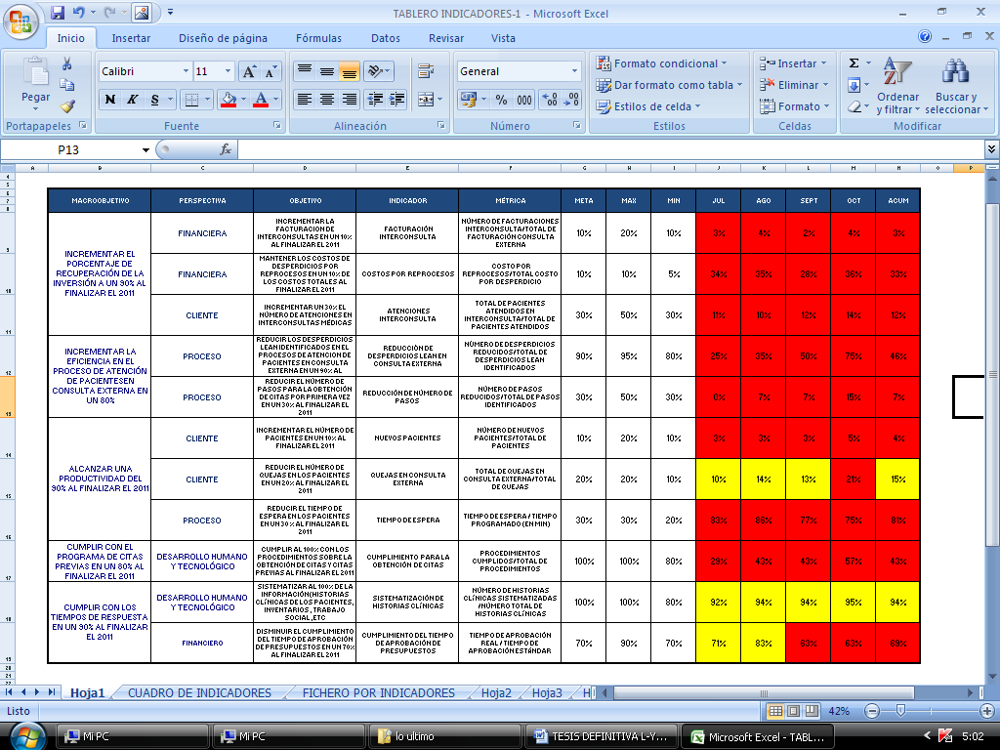 TABLERO INDICADORES-1 - Microsoft Excel
Inicio Insertar Diseño de página Fórmulas Datos Revisar Vista
Pegar
Calibri 11
N K S
General
% 000
Formato condicional
Dar formato como tabla
Estilos de celda
Insertar
Eliminar
Formato
Σ
Ordenar y filtrar
Buscar y seleccionar
Portapapeles Fuente Alineación Número Estilos Celdas Modificar
P13 fx
A B C D E F G H I J K L M N O P
MACROOBJETIVO PERSPECTIVA OBJETIVO INDICADOR MÉTRICA META MAX MIN JUL AGO SEPT OCT ACUM
INCREMENTAR EL PORCENTAJE DE RECUPERACIÓN DE LA INVERSIÓN A UN 90% AL FINALIZAR EL 2011
FINANCIERA INCREMENTAR LA FACTURACION DE INTERCONSULTAS EN UN 10% AL FINALIZAR EL 2011 FACTURACIÓN INTERCONSULTA NÚMERO DE FACTURACIONES INTERCONSULTA/TOTAL DE FACTURACIÓN CONSULTA EXTERNA 10% 20% 10% 3% 4% 2% 4% 3%
FINANCIERA MANTENER LOS COSTOS DE DESPERDICIOS POR REPROCESOS EN UN 10% DE LOS COSTOS TOTALES AL FINALIZAR EL 2011 COSTOS POR REPROCESOS COSTO POR REPROCESOS/TOTAL COSTO POR DESPERDICIO 10% 10% 5% 34% 35% 28% 36% 33%
CLIENTE INCREMENTAR UN 30% EL NÚMERO DE ATENCIONES EN INTERCONSULTAS MÉDICAS ATENCIONES INTERCONSULTA TOTAL DE PACIENTES ATENDIDOS EN INTERCONSULTA/TOTAL DE PACIENTES ATENDIDOS 30% 50% 30% 11% 10% 12% 14% 12%
INCREMENTAR LA EFICIENCIA EN EL PROCESO DE ATENCIÓN DE PACIENTESEN CONSULTA EXTERNA EN UN 80%
PROCESO REDUCIR LOS DESPERDICIOS LEAN IDENTIFICADOS EN EL PROCESOS DE ATENCION DE PACIENTES EN CONSULTA EXTERNA EN UN 90% AL REDUCCIÓN DE DESPERDICIOS LEAN EN CONSULTA EXTERNA NÚMERO DE DESPERDICIOS REDUCIDOS/TOTAL DE DESPERDICIOS LEAN IDENTIFICADOS 90% 95% 80% 25% 35% 50% 75% 46%
PROCESO REDUCIR EL NÚMERO DE PASOS PARA LA OBTENCIÓN DE CITAS POR PRIMERA VEZ EN UN 30% AL FINALIZAR EL 2011 REDUCCIÓN DE NÚMERO DE PASOS NÚMERO DE PASOS REDUCIDOS/TOTAL DE PASOS IDENTIFICADOS 30% 50% 30% 0% 7% 7% 15% 7%
ALCANZAR UNA PRODUCTIVIDAD DEL 90% AL FINALIZAR EL 2011
CLIENTE INCREMENTAR EL NÚMERO DE PACIENTES EN UN 10% AL FINALIZAR EL 2011 NUEVOS PACIENTES NÚMERO DE NUEVOS PACIENTES/TOTAL DE PACIENTES 10% 20% 10% 3% 3% 3% 5% 4%
CLIENTE REDUCIR EL NÚMERO DE QUEJAS EN LOS PACIENTES EN UN 20% AL FINALIZAR EL 2011 QUEJAS EN CONSULTA EXTERNA TOTAL DE QUEJAS EN CONSULTA EXTERNA/TOTAL DE QUEJAS 20% 20% 10% 10% 14% 13% 21% 15%
PROCESO REDUCIR EL TIEMPO DE ESPERA EN LOS PACIENTES EN UN 30% AL FINALIZAR EL 2011 TIEMPO DE ESPERA TIEMPO DE ESPERA / TIEMPO PROGRAMADO (EN MIN) 30% 30% 20% 83% 86% 77% 75% 81%
CUMPLIR CON EL PROGRAMA DE CITAS PREVIAS EN UN 80% AL FINALIZAR EL 2011
DESARROLLO HUMANO Y TECNOLÓGICO CUMPLIR AL 100% CON LOS PROCEDIMIENTOS SOBRE LA OBTENCIÓN DE CITAS Y CITAS PREVIAS AL FINALIZAR EL 2011 CUMPLIMIENTO PARA LA OBTENCIÓN DE CITAS PROCEDIMIENTOS CUMPLIDOS/TOTAL DE PROCEDIMIENTOS 100% 100% 80% 29% 43% 43% 57% 43%
CUMPLIR CON LOS TIEMPOS DE RESPUESTA EN UN 90% AL FINALIZAR EL 2011
DESARROLLO HUMANO Y TECNOLÓGICO SISTEMATIZAR AL 100% DE LA INFORMACIÓN(HISTORIAS CLÍNICAS DE LOS PACIENTES, INVENTARIOS , TRABAJO SOCIAL ,ETC SISTEMATIZACIÓN DE HISTORIAS CLÍNICAS NÚMERO DE HISTORIAS CLÍNICAS SISTEMATIZADAS /NÚMERO TOTAL DE HISTORIAS CLÍNICAS 100% 100% 80% 92% 94% 94% 95% 94%
FINANCIERO DISMINUIR EL CUMPLIMIENTO DEL TIEMPO DE APROBACIÓN DE PRESUPUESTOS EN UN 70% AL FINALIZAR EL 2011 CUMPLIMIENTO DEL TIEMPO DE APROBACIÓN DE PRESUPUESTOS TIEMPO DE APROBACIÓN REAL / TIEMPO DE APROBACIÓN ESTÁNDAR 70% 90% 70% 71% 83% 63% 63% 69%
Hoja1 CUADRO DE INDICADORES FICHERO POR INDICADORES Hoja2 Hoja3 H
Listo 42%
Mi PC Mi PC lo ultimo TESIS DEFINITIVA L-Y... Microsoft Excel - TABL... 5:02